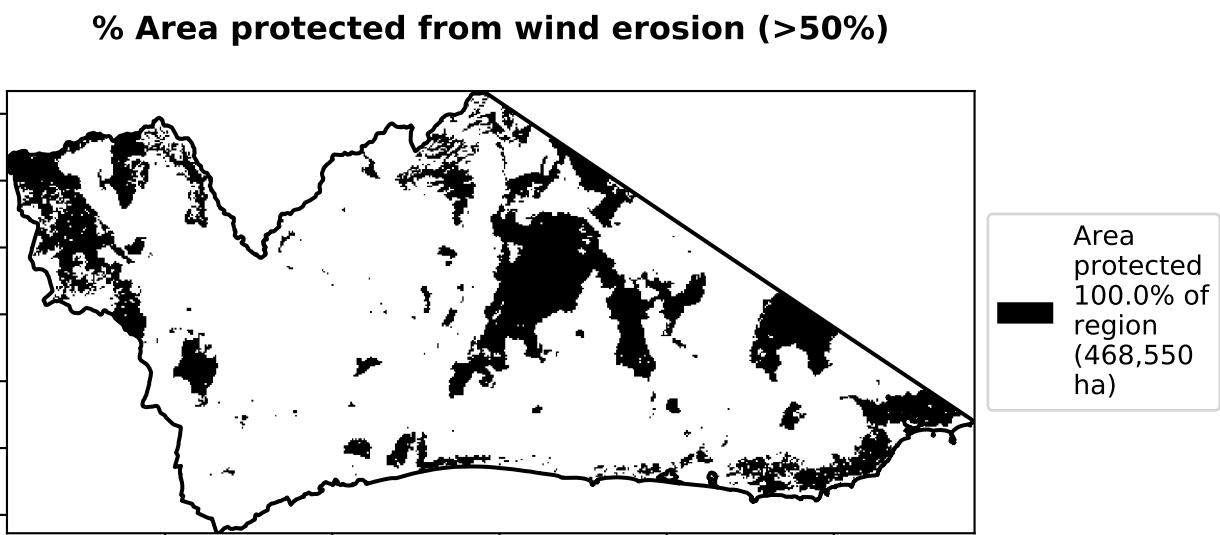 % Area protected from wind erosion (>50%)
Area
protected
100.0% of
region
(468,550
ha)